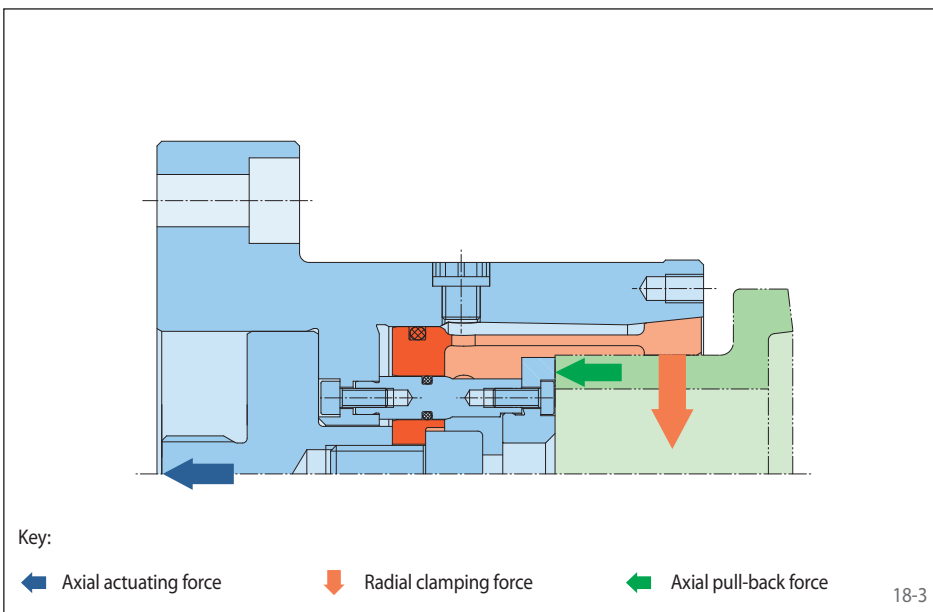 Key:
Axial actuating force
Radial clamping force
Axial pull-back force
18-3